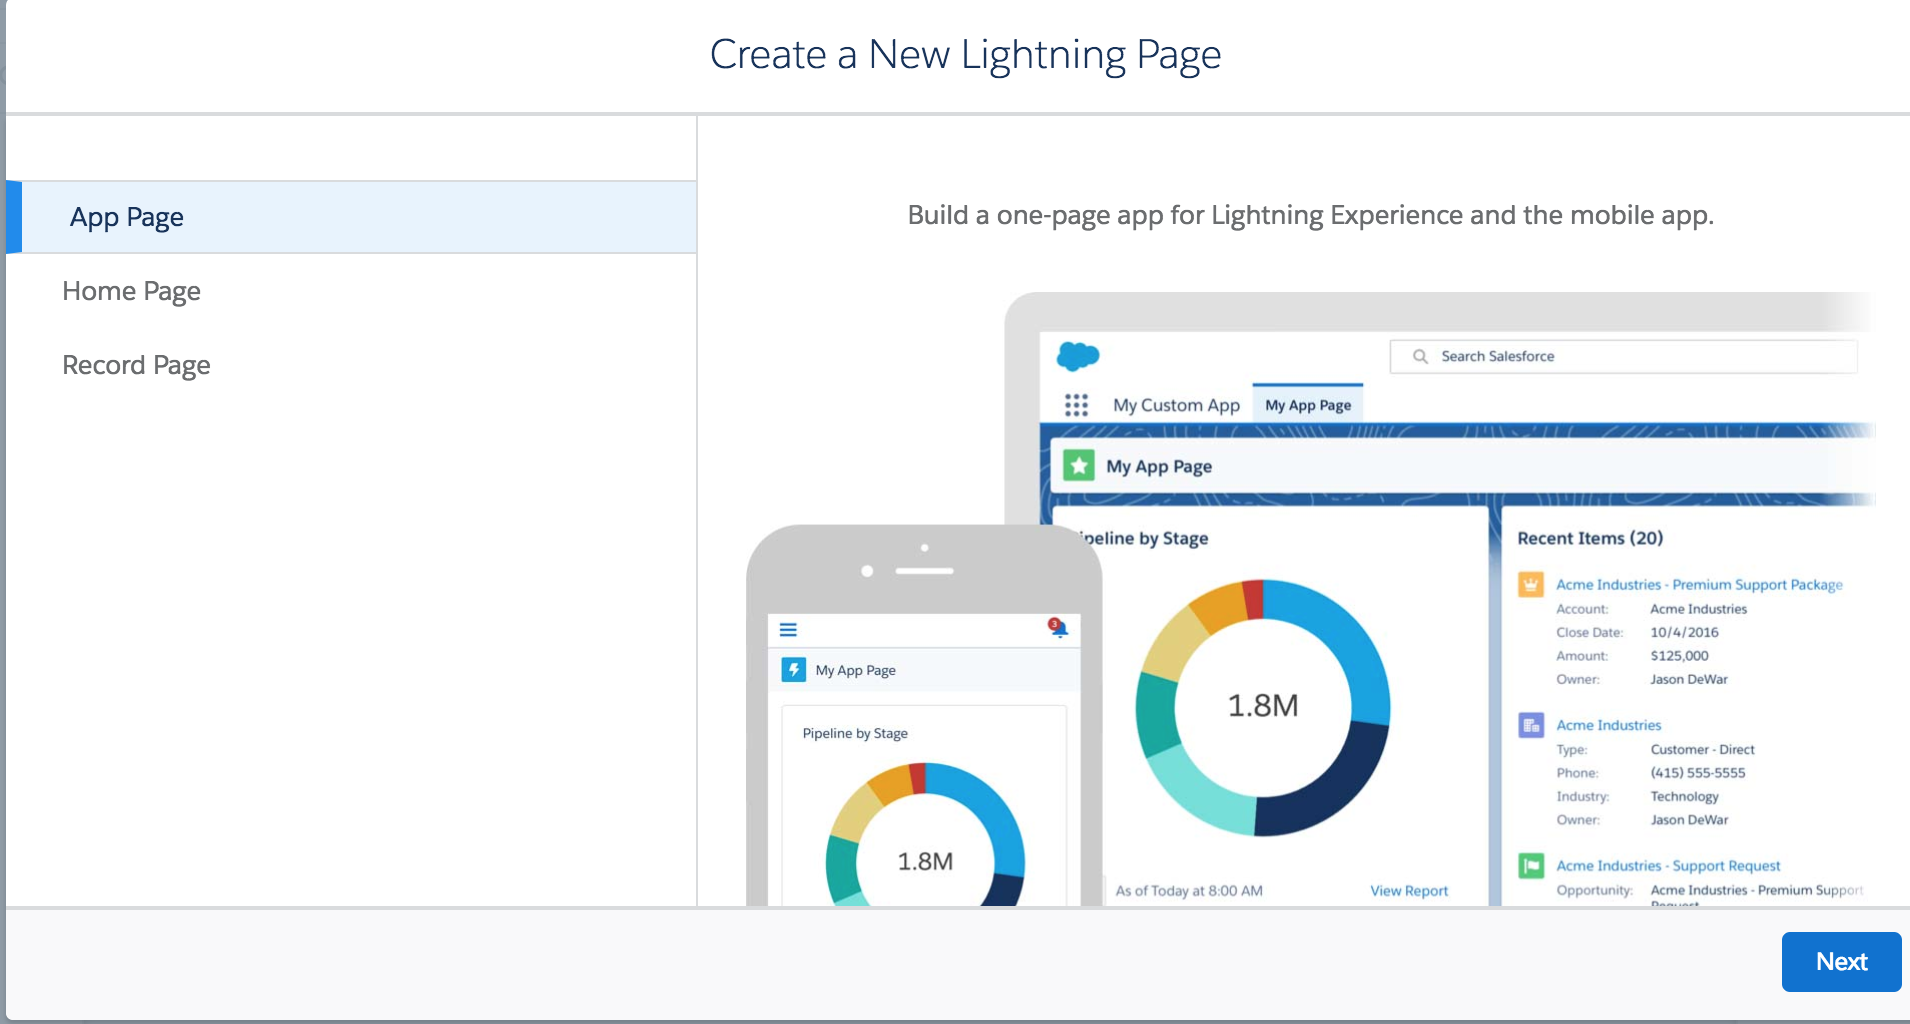 Create a New Lightning Page
App Page
Home Page
Record Page
Build a one-page app for Lightning Experience and the mobile app.
Search Salesforce
My Custom App
My App Page
My App Page
Pipeline by Stage
1.8M
As of Today at 8:00 AM
View Report
Recent Items (20)
Acme Industries - Premium Support Package
Account: Acme Industries
Close Date: 10/4/2016
Amount: $125,000
Owner: Jason DeWar
Acme Industries
Type: Customer - Direct
Phone: (415) 555-5555
Industry: Technology
Owner: Jason DeWar
Acme Industries - Support Request
Opportunity: Acme Industries - Premium Support
Request
3
My App Page
Pipeline by Stage
1.8M
Next